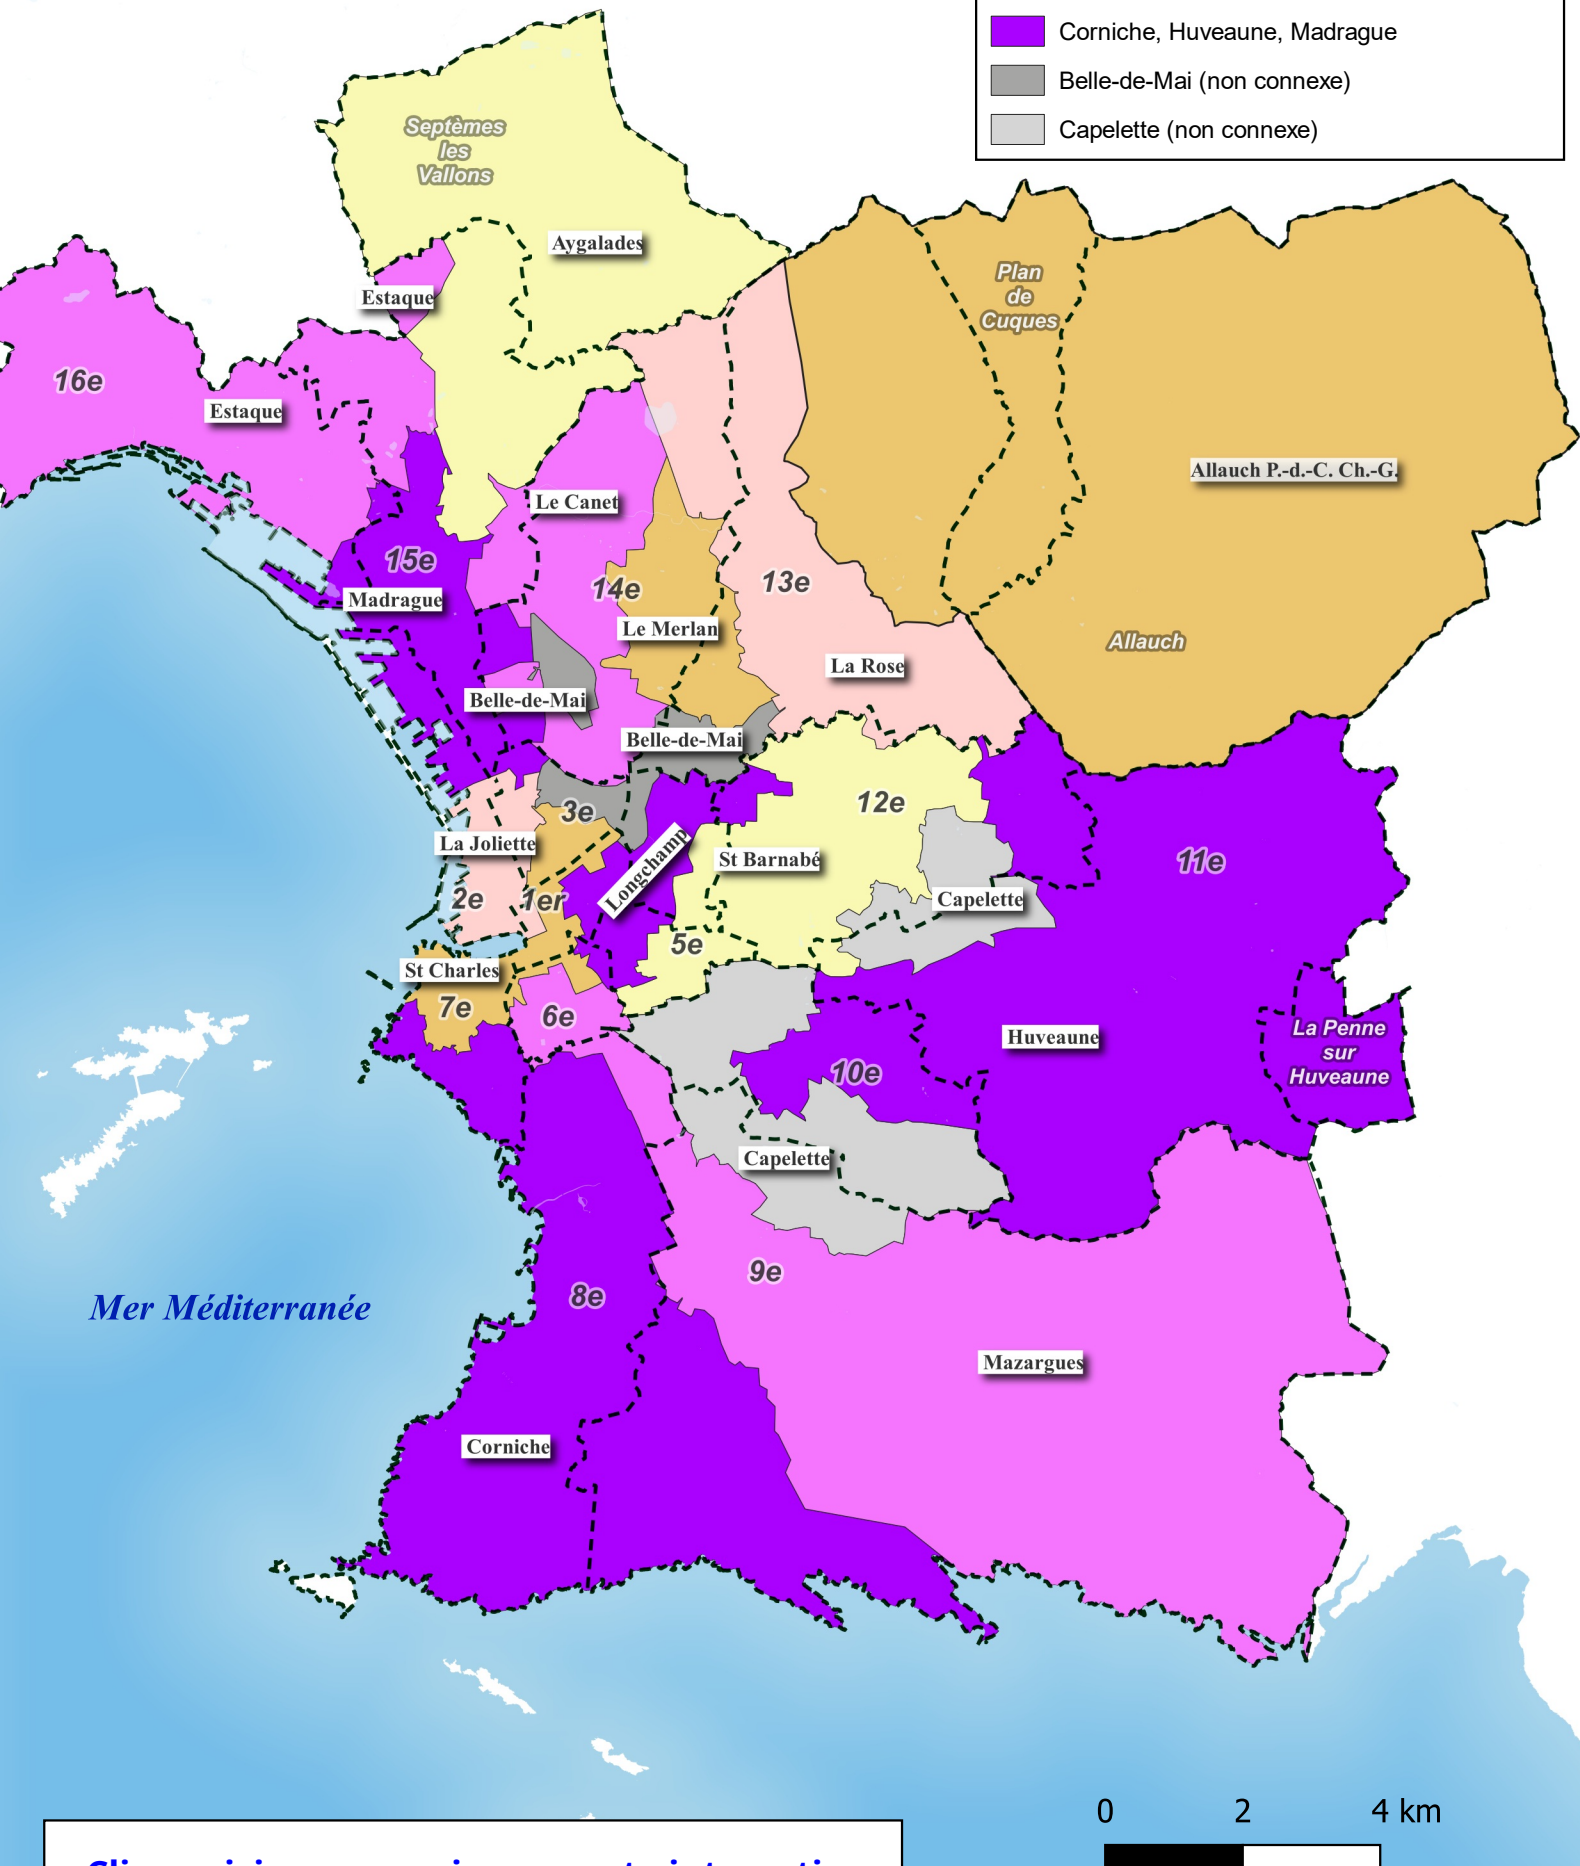 Corniche, Huveaune, Madrague
Belle-de-Mai (non connexe)
Capelette (non connexe)
Septèmes
les
Vallons
Aygalades
Estaque
Plan
de
Cuques
16e
Estaque
Allauch P.-d.-C. Ch.-G.
Le Canet
15e
14e
13e
Madrague
Le Merlan
Allauch
La Rose
Belle-de-Mai
Belle-de-Mai
3e
12e
La Joliette
Longchamp
St Barnabé
11e
2e
1er
Capelette
5e
St Charles
7e
6e
Huveaune
La Penne
sur
Huveaune
10e
Capelette
9e
8e
Mer Méditerranée
Mazargues
Corniche
0 2 4 km